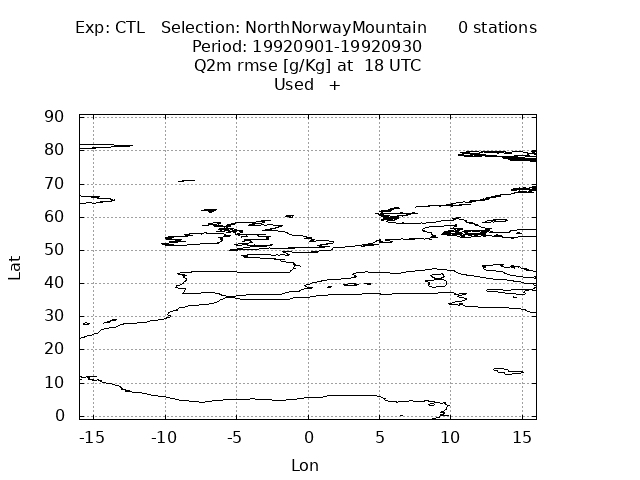 Exp: CTL   Selection: NorthNorwayMountain      0 stations
Period: 19920901-19920930
Q2m rmse [g/Kg] at  18 UTC
Used   +
90
80
70
60
50
40
30
20
10
0
Lat
-15 -10 -5 0 5 10 15
Lon